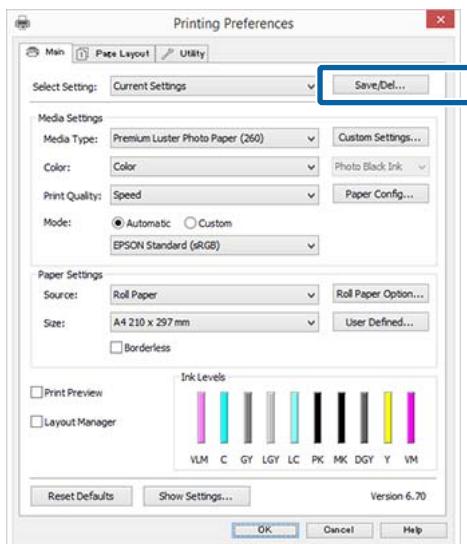 Printing Preferences
Main Page Layout Utility
Select Setting: Current Settings Save/Del...
Media Settings
Media Type: Premium Luster Photo Paper (260) Custom Settings...
Color: Color Photo Black Ink
Print Quality: Speed Paper Config...
Mode: Automatic Custom
EPSON Standard (sRGB)
Paper Settings
Source: Roll Paper Roll Paper Option...
Size: A4 210 x 297 mm User Defined...
Borderless
Ink Levels
Print Preview
Layout Manager
VLM C GY LGY LC PK MK DGY Y VM
Reset Defaults Show Settings... Version 6.70
OK Cancel Help